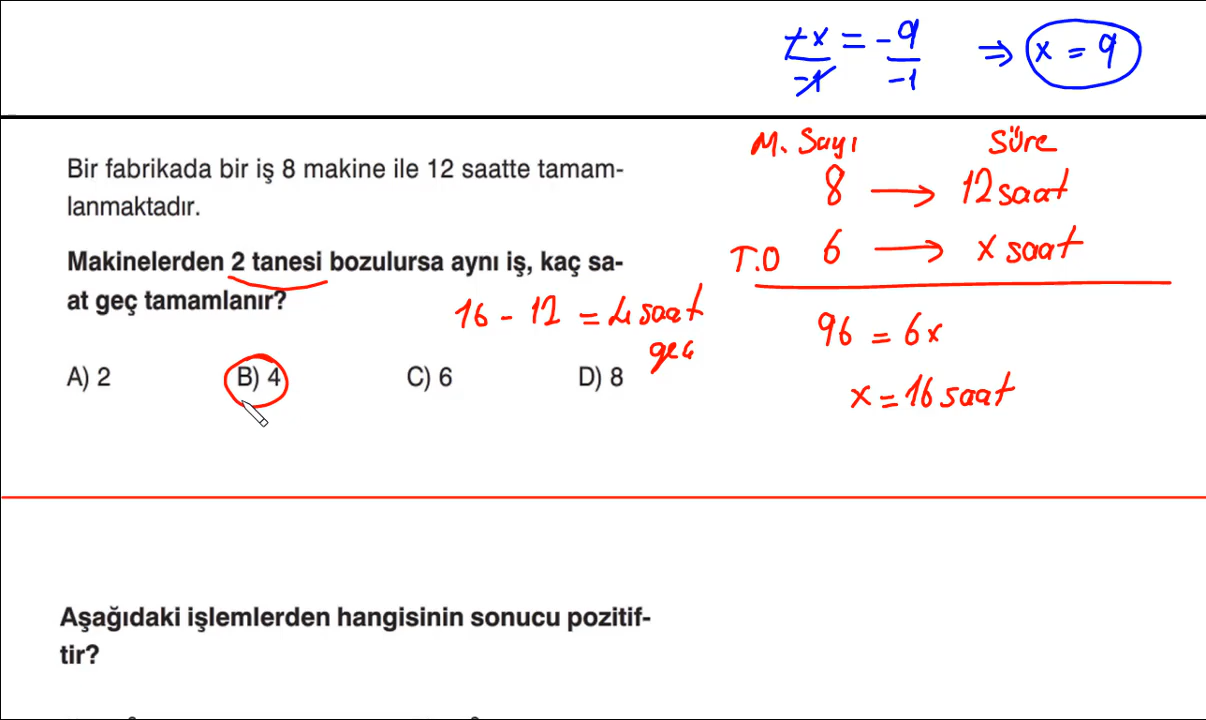 -x = -9 ⇒ x = 9
-1 -1
M. Sayı Süre
Bir fabrikada bir iş 8 makine ile 12 saatte tamam-
lanmaktadır.
8 → 12 saat
Makinelerden 2 tanesi bozulursa aynı iş, kaç sa-
at geç tamamlanır?
T.O 6 → x saat
16 - 12 = 4 saat
geç
96 = 6x
x = 16 saat
A) 2 B) 4 C) 6 D) 8
Aşağıdaki işlemlerden hangisinin sonucu pozitif-
tir?